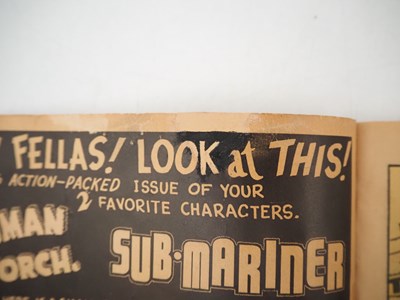 FELLAS! LOOK at THIS!
ACTION-PACKED ISSUE OF YOUR
2 FAVORITE CHARACTERS.
MAN
ORCH.
SUB-MARINER